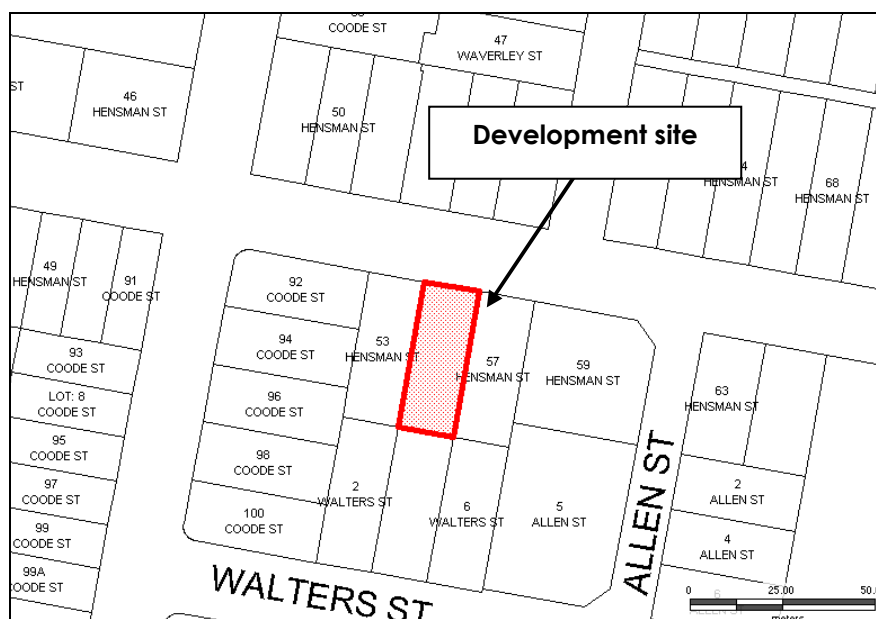 COODE ST
47
WAVERLEY ST
ST
46
HENSMAN ST
50
HENSMAN ST
Development site
4
HENSMAN ST
68
HENSMAN ST
49
HENSMAN ST
91
COODE ST
92
COODE ST
93
COODE ST
94
COODE ST
53
HENSMAN ST
57
HENSMAN ST
59
HENSMAN ST
63
HENSMAN ST
LOT: 8
COODE ST
96
COODE ST
95
COODE ST
98
COODE ST
97
COODE ST
2
WALTERS ST
6
WALTERS ST
5
ALLEN ST
2
ALLEN ST
100
COODE ST
99
COODE ST
4
ALLEN ST
99A
COODE ST
WALTERS ST
ALLEN ST
6
ALLEN ST
0 25.00 50.0
meters